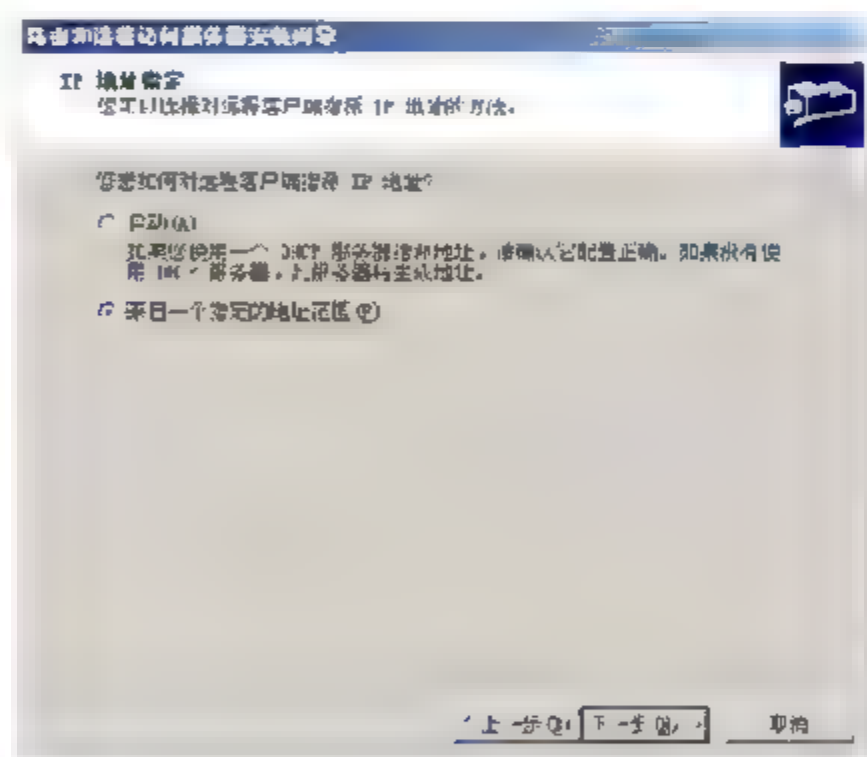 路由和远程访问服务器安装向导
IP 地址指定
您可以选择对远程客户端指派 IP 地址的方法。
您想如何对远程客户端指派 IP 地址?
自动(A)
如果您使用一个 DHCP 服务器指派地址，请确认它配置正确。如果没有使
用 DHCP 服务器，此服务器将生成地址。
来自一个指定的地址范围(F)
< 上一步(B) 下一步(N) > 取消